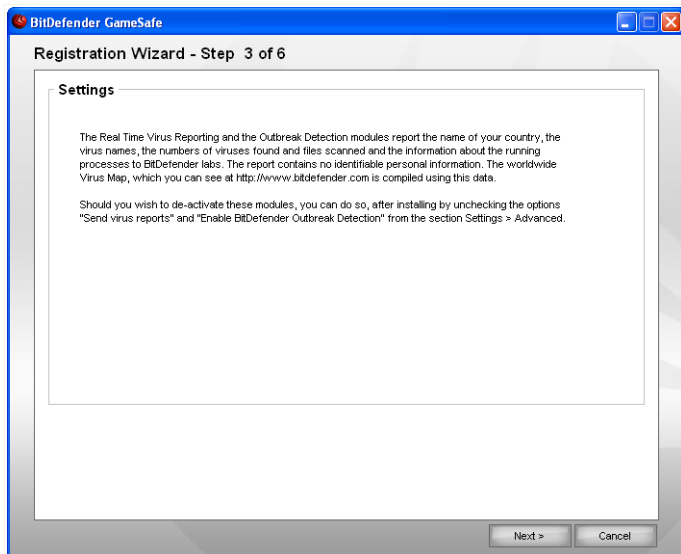 BitDefender GameSafe
Registration Wizard - Step 3 of 6
Settings
The Real Time Virus Reporting and the Outbreak Detection modules report the name of your country, the
virus names, the numbers of viruses found and files scanned and the information about the running
processes to BitDefender labs. The report contains no identifiable personal information. The worldwide
Virus Map, which you can see at http://www.bitdefender.com is compiled using this data.
Should you wish to de-activate these modules, you can do so, after installing by unchecking the options
"Send virus reports" and "Enable BitDefender Outbreak Detection" from the section Settings > Advanced.
Next >
Cancel